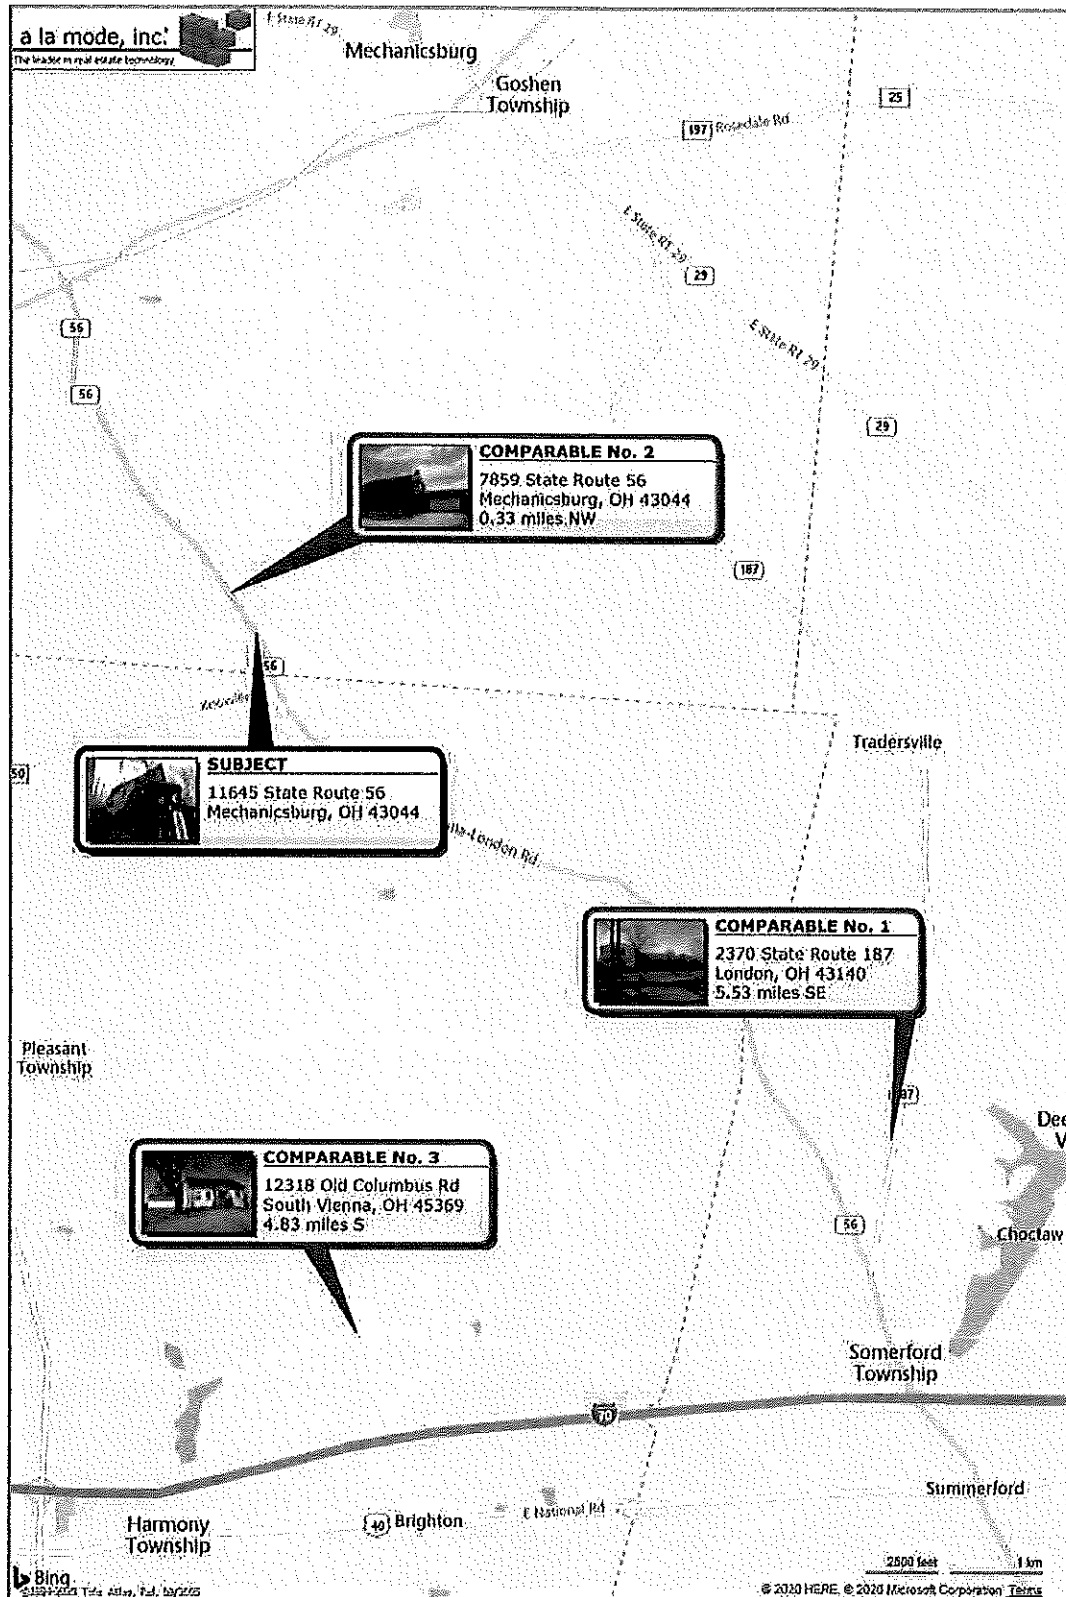 a la mode, inc.
The leader in real estate technology
E State Rt 29
Mechanicsburg
Goshen
Township
25
197
Rosedale Rd
E State Rt 29
29
56
E State Rt 29
56
29
COMPARABLE No. 2
7859 State Route 56
Mechanicsburg, OH 43044
0.33 miles NW
187
56
Tradersville
SUBJECT
11645 State Route 56
Mechanicsburg, OH 43044
London Rd
COMPARABLE No. 1
2370 State Route 187
London, OH 43140
5.53 miles SE
Pleasant
Township
COMPARABLE No. 3
12318 Old Columbus Rd
South Vienna, OH 45369
4.83 miles S
56
Choctaw
Somerford
Township
70
Summerford
Harmony
Township
40
Brighton
E National Rd
Bing
2500 feet
1 km
© 2020 HERE, © 2020 Microsoft Corporation Terms